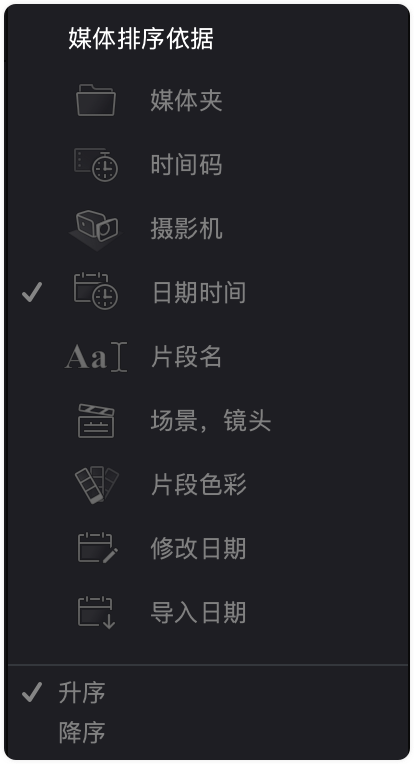 媒体排序依据
媒体夹
时间码
摄影机
日期时间
Aa 片段名
场景，镜头
片段色彩
修改日期
导入日期
升序
降序